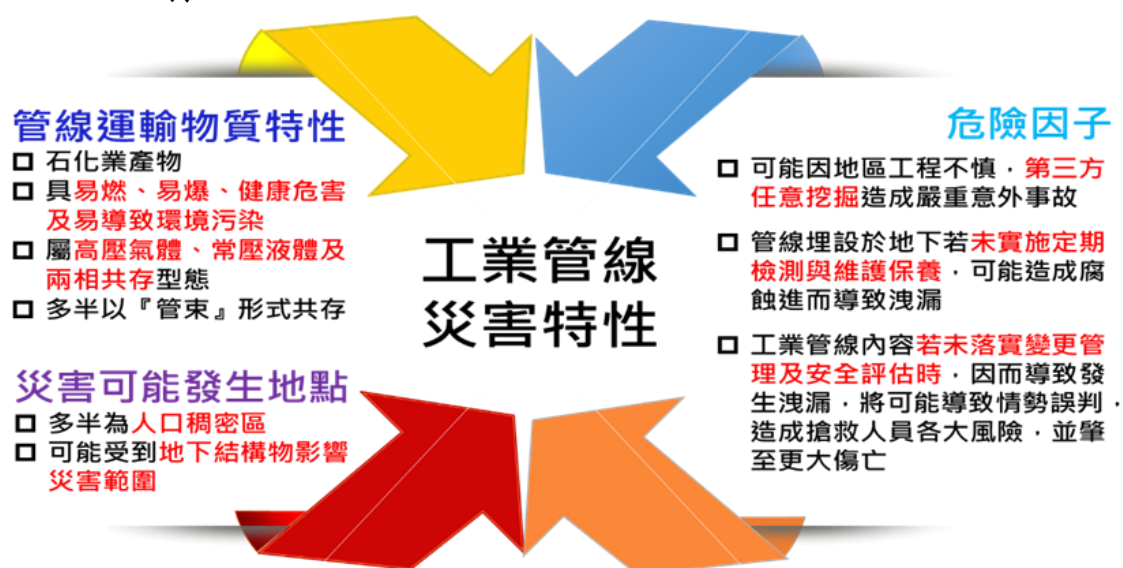 管線運輸物質特性
石化業產物
具易燃、易爆、健康危害
及易導致環境污染
屬高壓氣體、常壓液體及
兩相共存型態
多半以『管束』形式共存
災害可能發生地點
多半為人口稠密區
可能受到地下結構物影響
災害範圍
工業管線
災害特性
危險因子
可能因地區工程不慎，第三方
任意挖掘造成嚴重意外事故
管線埋設於地下若未實施定期
檢測與維護保養，可能造成腐
蝕進而導致洩漏
工業管線內容若未落實變更管
理及安全評估時，因而導致發
生洩漏，將可能導致情勢誤判，
造成搶救人員各大風險，並肇
至更大傷亡